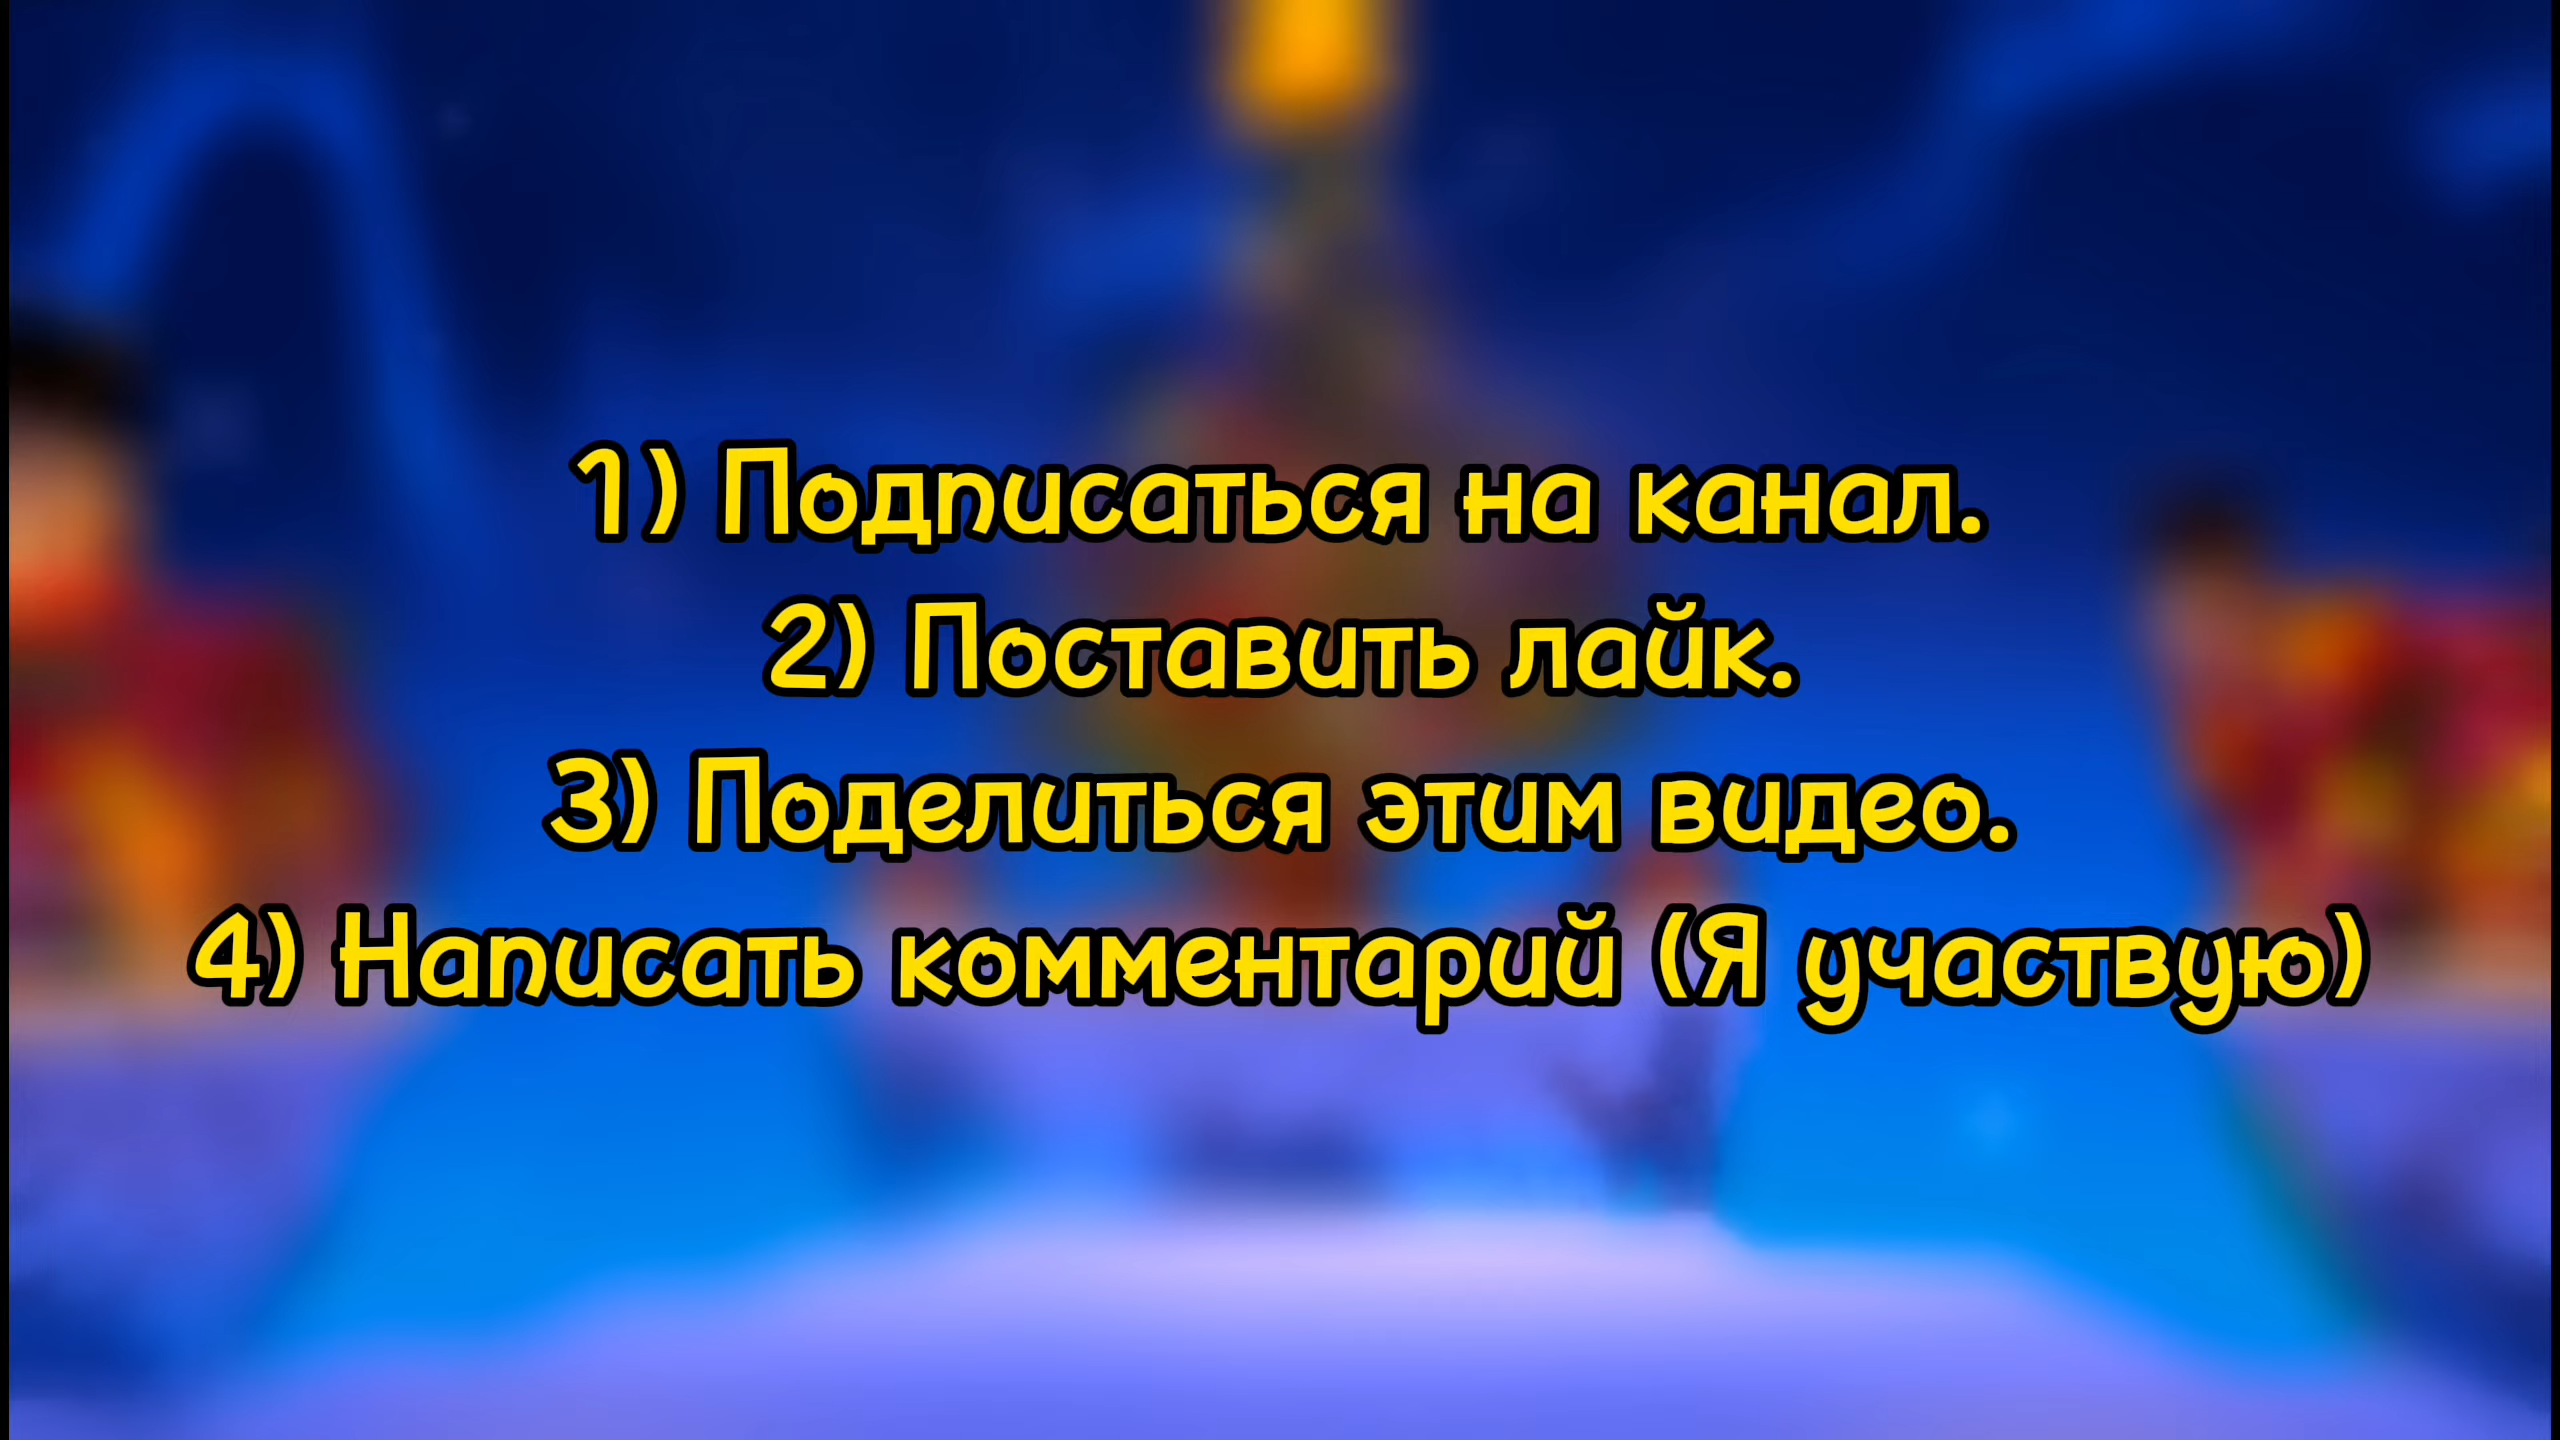 1) Подписаться на канал.
2) Поставить лайк.
3) Поделиться этим видео.
4) Написать комментарий (Я участвую)